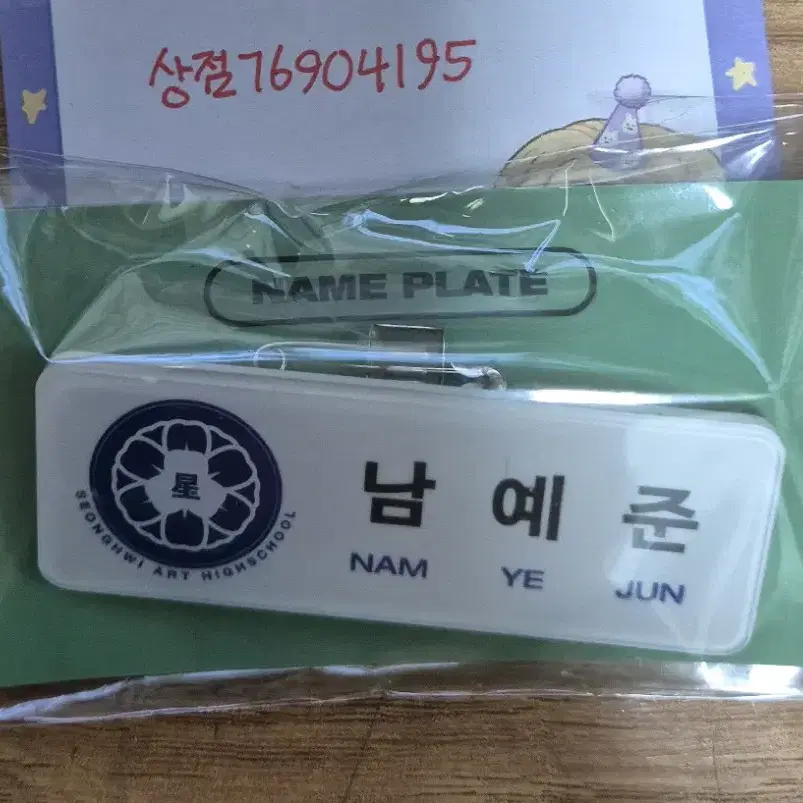 상점76904195
NAME PLATE
星
SEONGHWI ART HIGHSCHOOL
남 예 준
NAM YE JUN